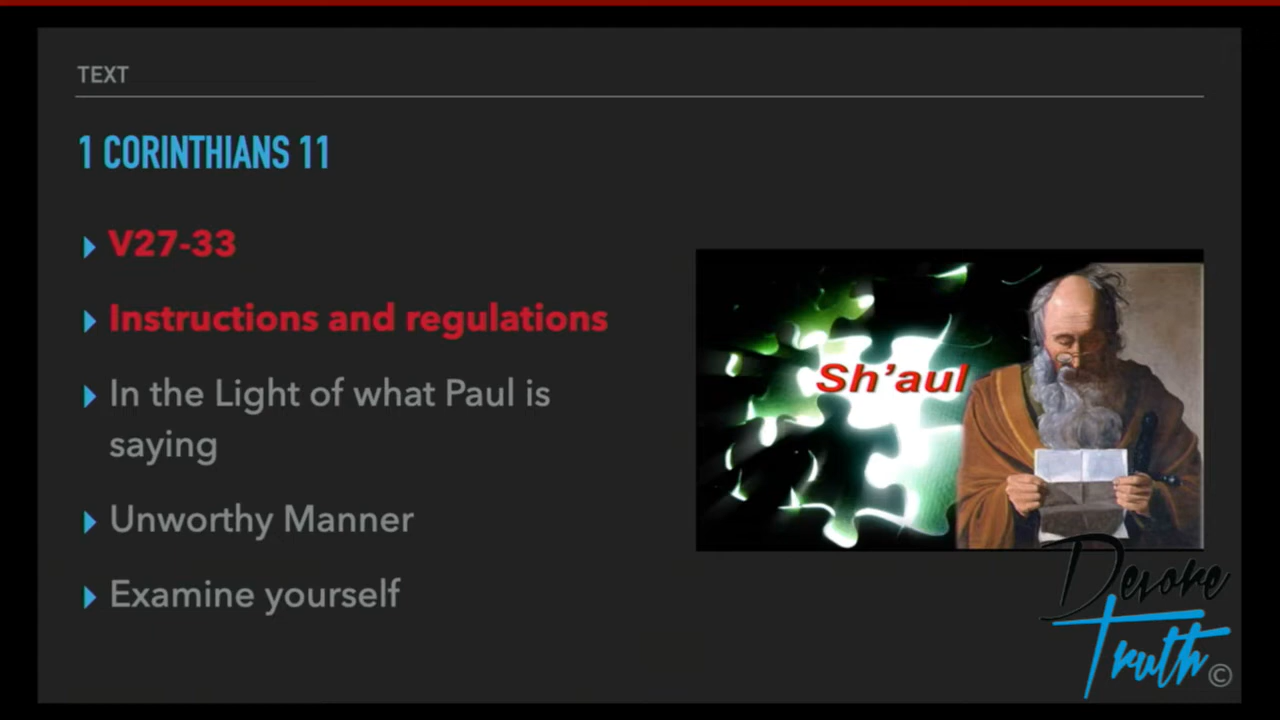 TEXT
1 CORINTHIANS 11
V27-33
Instructions and regulations
In the Light of what Paul is
saying
Unworthy Manner
Examine yourself
Sh'aul
Devore
Truth
©